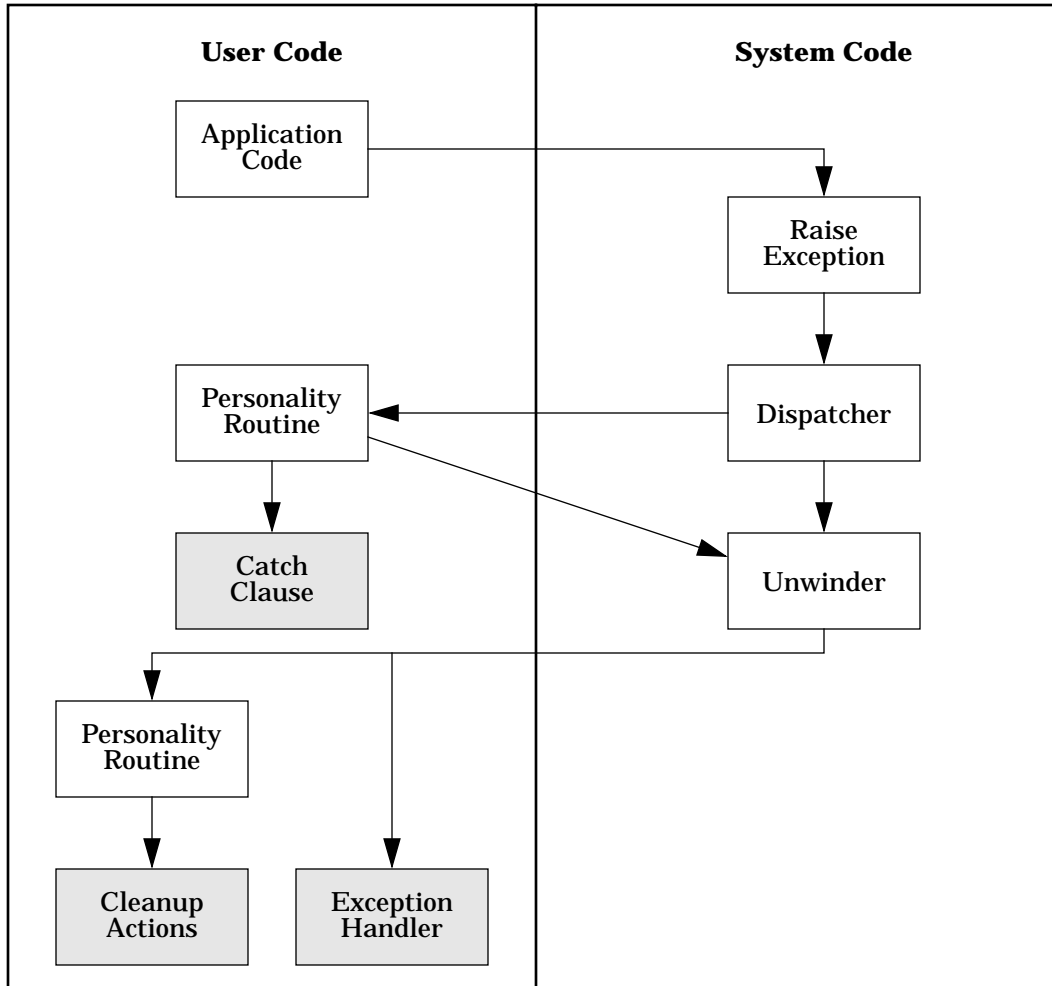 User Code
System Code
Application
Code
Raise
Exception
Personality
Routine
Dispatcher
Catch
Clause
Unwinder
Personality
Routine
Cleanup
Actions
Exception
Handler